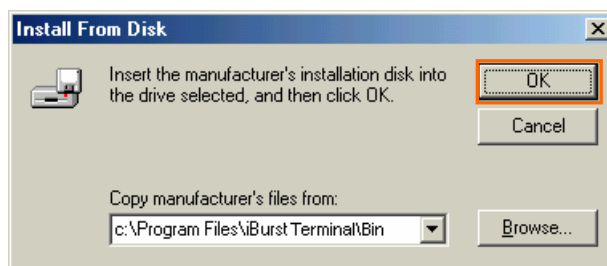 Install From Disk
Insert the manufacturer's installation disk into
the drive selected, and then click OK.
OK
Cancel
Copy manufacturer's files from:
c:\Program Files\iBurst Terminal\Bin
Browse...